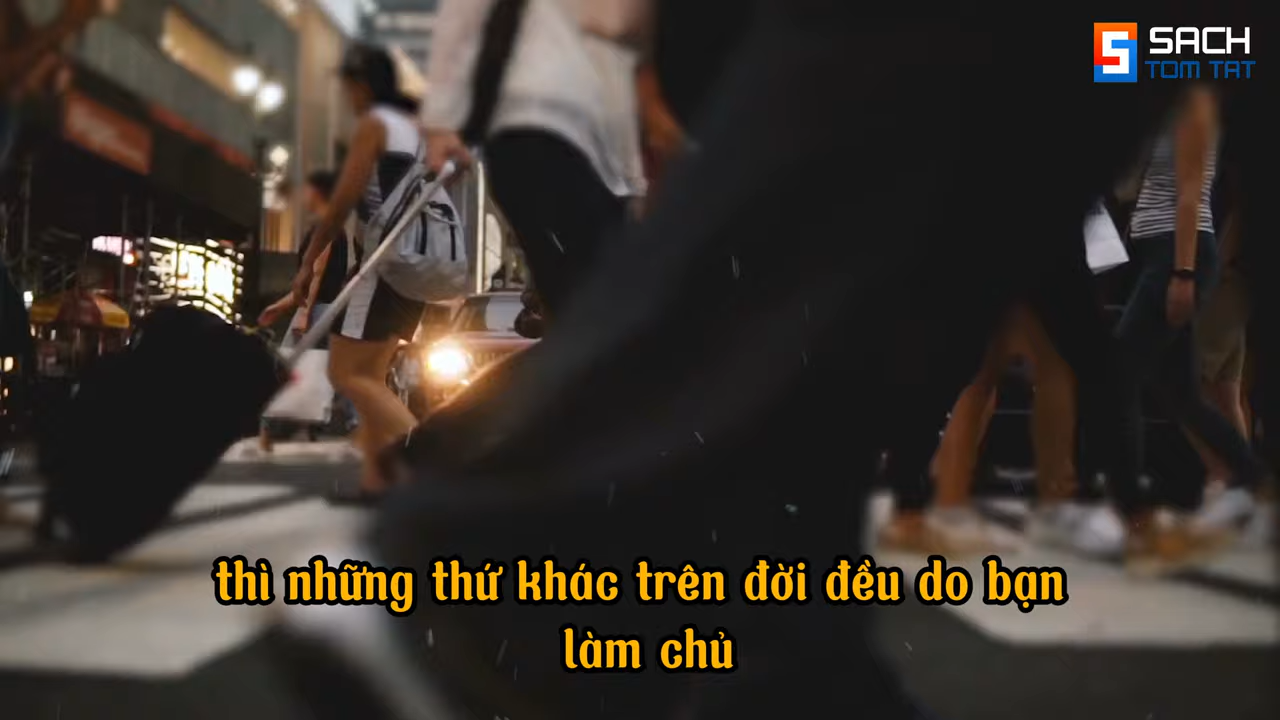 SACH
TOM TAT
thì những thứ khác trên đời đều do bạn
làm chủ